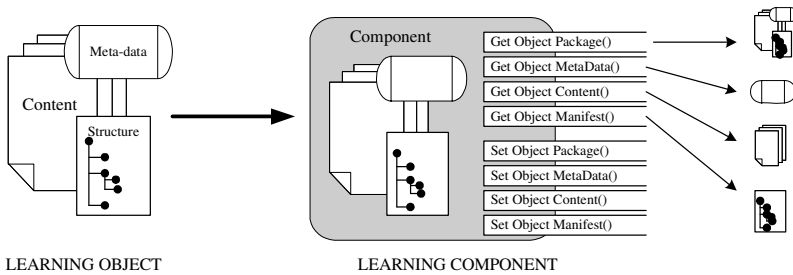 Meta-data
Content
Structure
LEARNING OBJECT
Component
Get Object Package()
Get Object MetaData()
Get Object Content()
Get Object Manifest()
Set Object Package()
Set Object MetaData()
Set Object Content()
Set Object Manifest()
LEARNING COMPONENT